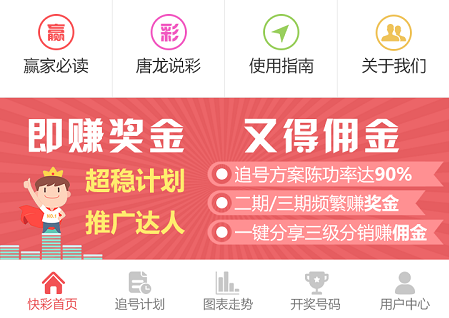 赢
彩
赢家必读
唐龙说彩
使用指南
关于我们
即赚奖金
又得佣金
超稳计划
推广达人
追号方案陈功率达90%
二期/三期频繁赚奖金
一键分享三级分销赚佣金
NO.1
快彩首页
追号计划
图表走势
开奖号码
用户中心